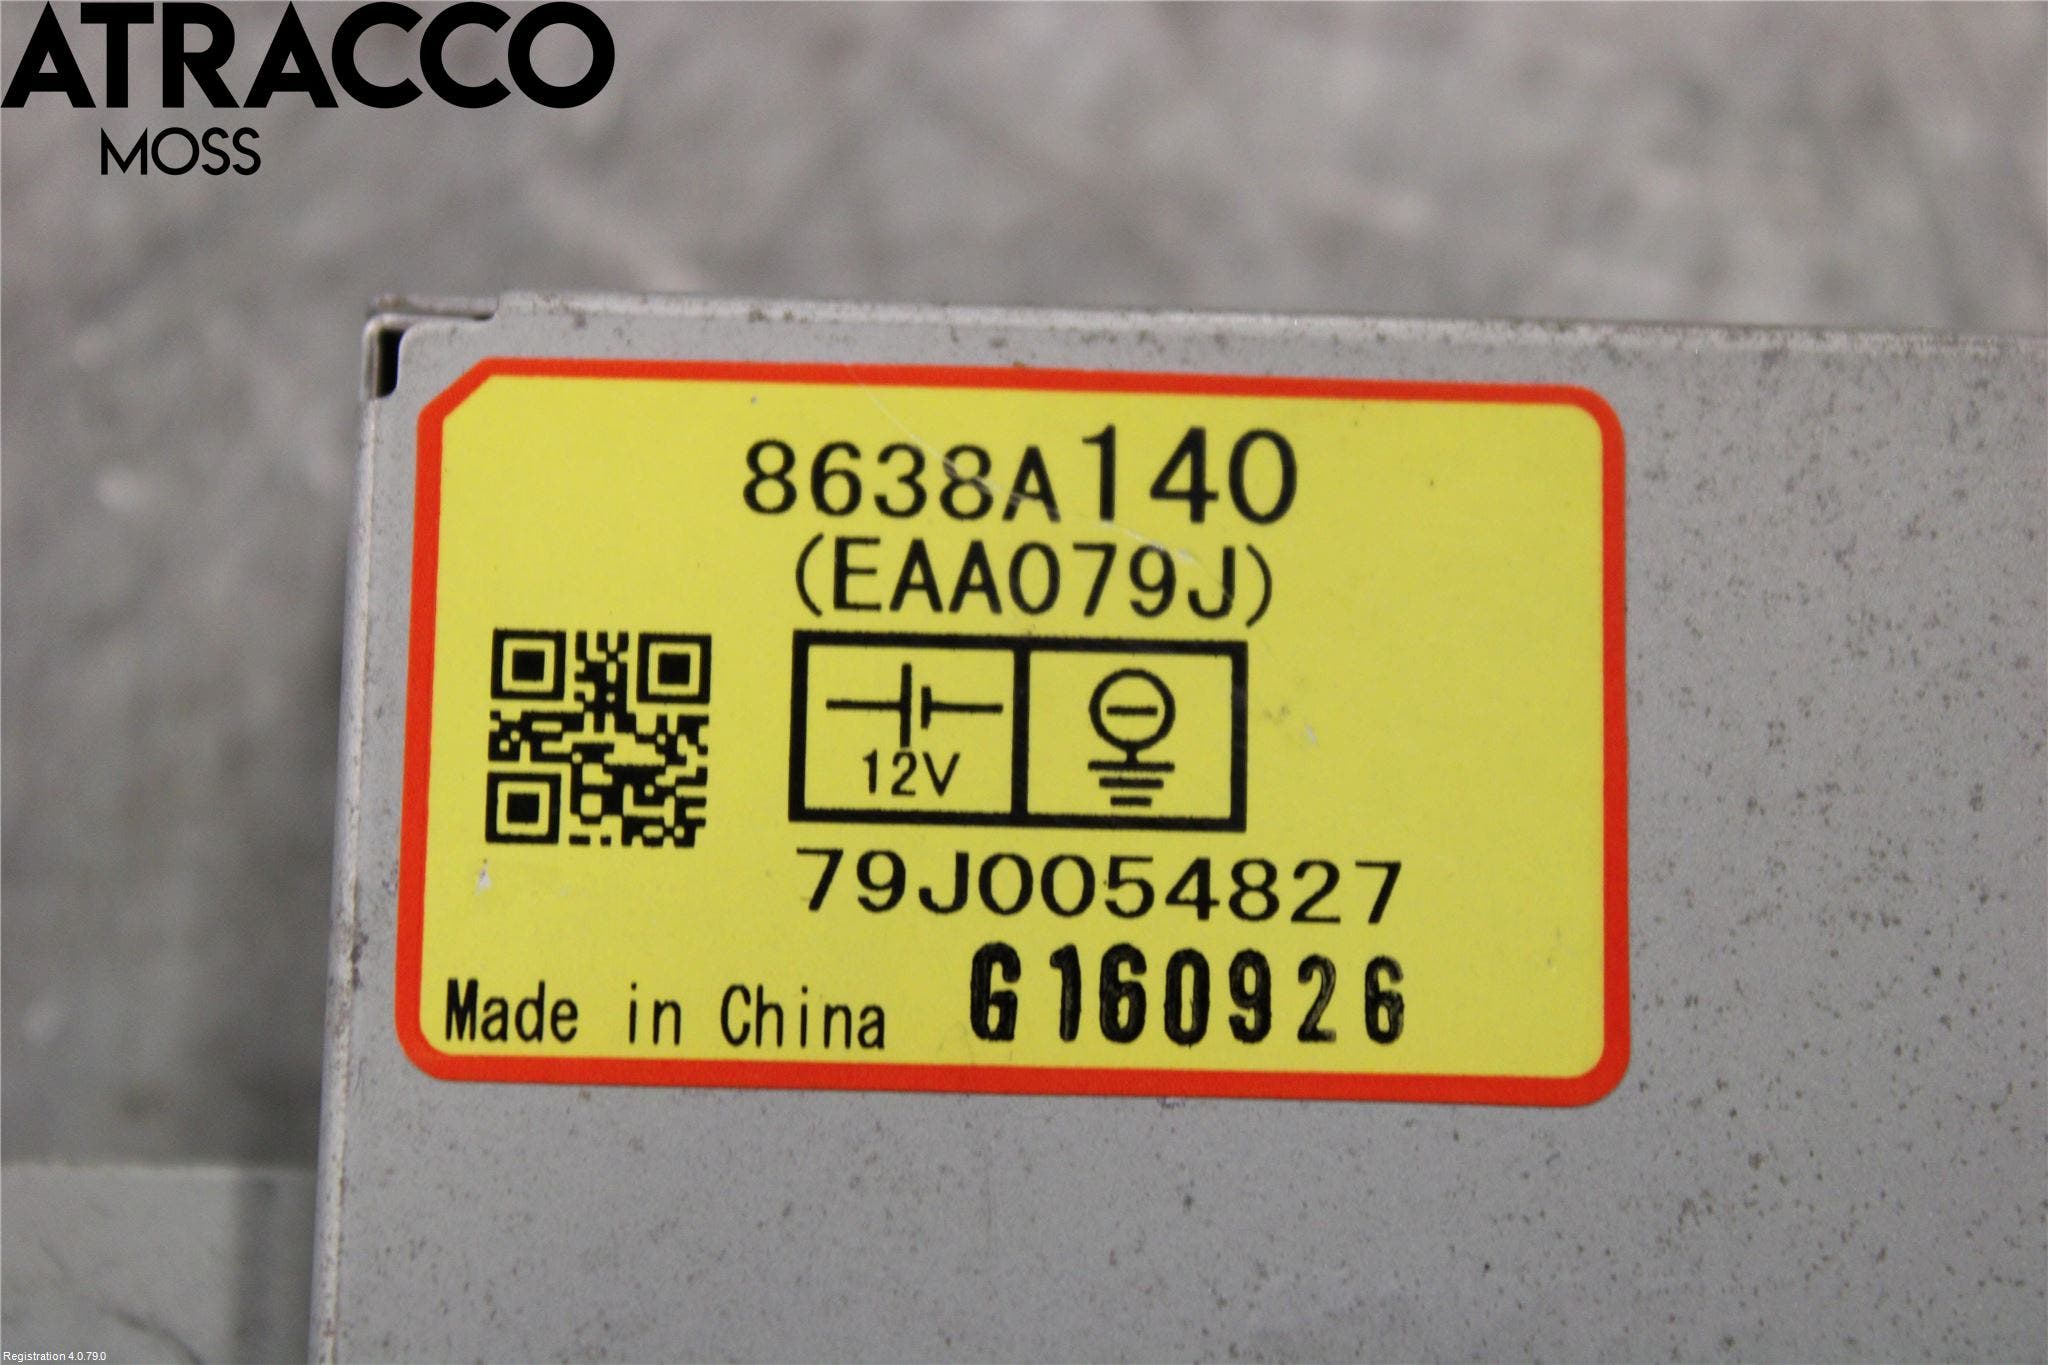 ATRACCO
MOSS
8638A140
(EAA079J)
12V
79J0054827
Made in China G160926
Registration 4.0.79.0